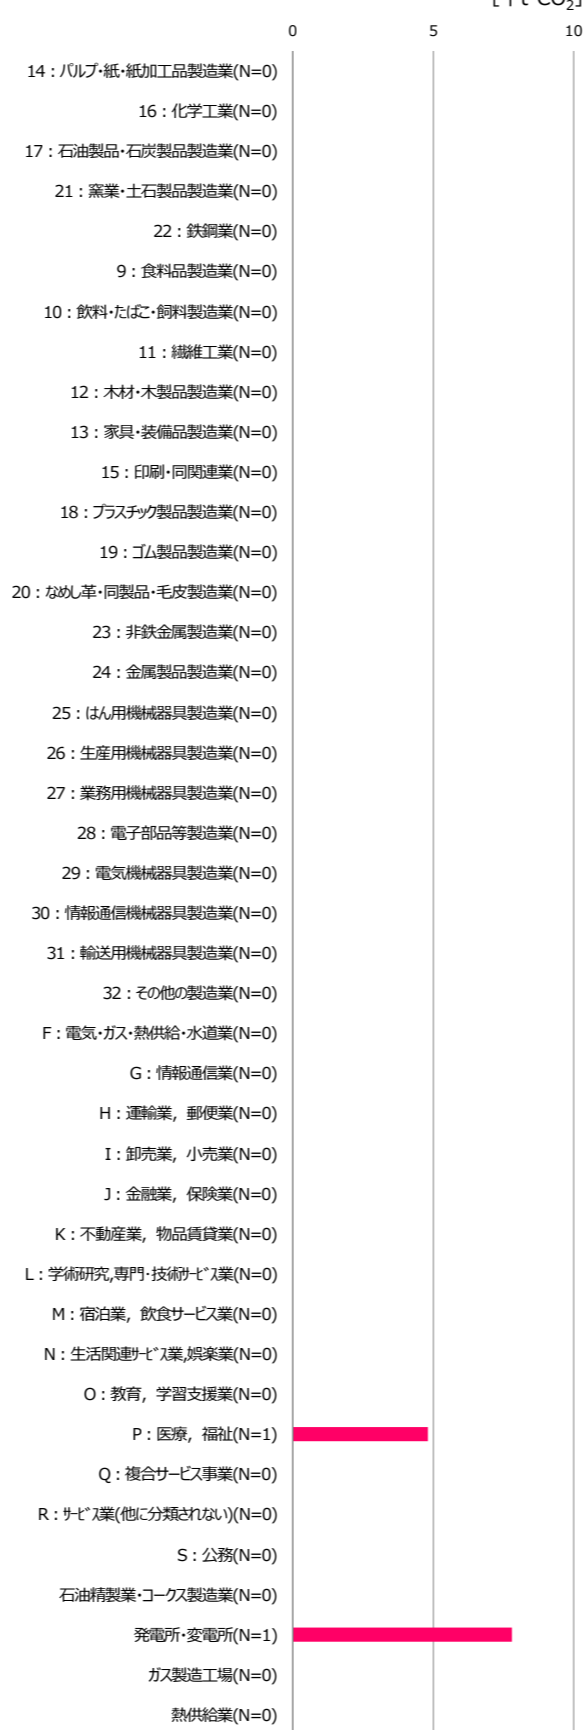 CO₂]
0 5 10
14：パルプ・紙・紙加工品製造業(N=0)
16：化学工業(N=0)
17：石油製品・石炭製品製造業(N=0)
21：窯業・土石製品製造業(N=0)
22：鉄鋼業(N=0)
9：食料品製造業(N=0)
10：飲料・たばこ・飼料製造業(N=0)
11：繊維工業(N=0)
12：木材・木製品製造業(N=0)
13：家具・装備品製造業(N=0)
15：印刷・同関連業(N=0)
18：プラスチック製品製造業(N=0)
19：ゴム製品製造業(N=0)
20：なめし革・同製品・毛皮製造業(N=0)
23：非鉄金属製造業(N=0)
24：金属製品製造業(N=0)
25：はん用機械器具製造業(N=0)
26：生産用機械器具製造業(N=0)
27：業務用機械器具製造業(N=0)
28：電子部品等製造業(N=0)
29：電気機械器具製造業(N=0)
30：情報通信機械器具製造業(N=0)
31：輸送用機械器具製造業(N=0)
32：その他の製造業(N=0)
F：電気・ガス・熱供給・水道業(N=0)
G：情報通信業(N=0)
H：運輸業，郵便業(N=0)
I：卸売業，小売業(N=0)
J：金融業，保険業(N=0)
K：不動産業，物品賃貸業(N=0)
L：学術研究,専門・技術ｻｰﾋﾞｽ業(N=0)
M：宿泊業，飲食サービス業(N=0)
N：生活関連ｻｰﾋﾞｽ業,娯楽業(N=0)
O：教育，学習支援業(N=0)
P：医療，福祉(N=1)
Q：複合サービス事業(N=0)
R：ｻｰﾋﾞｽ業(他に分類されない)(N=0)
S：公務(N=0)
石油精製業・コークス製造業(N=0)
発電所・変電所(N=1)
ガス製造工場(N=0)
熱供給業(N=0)